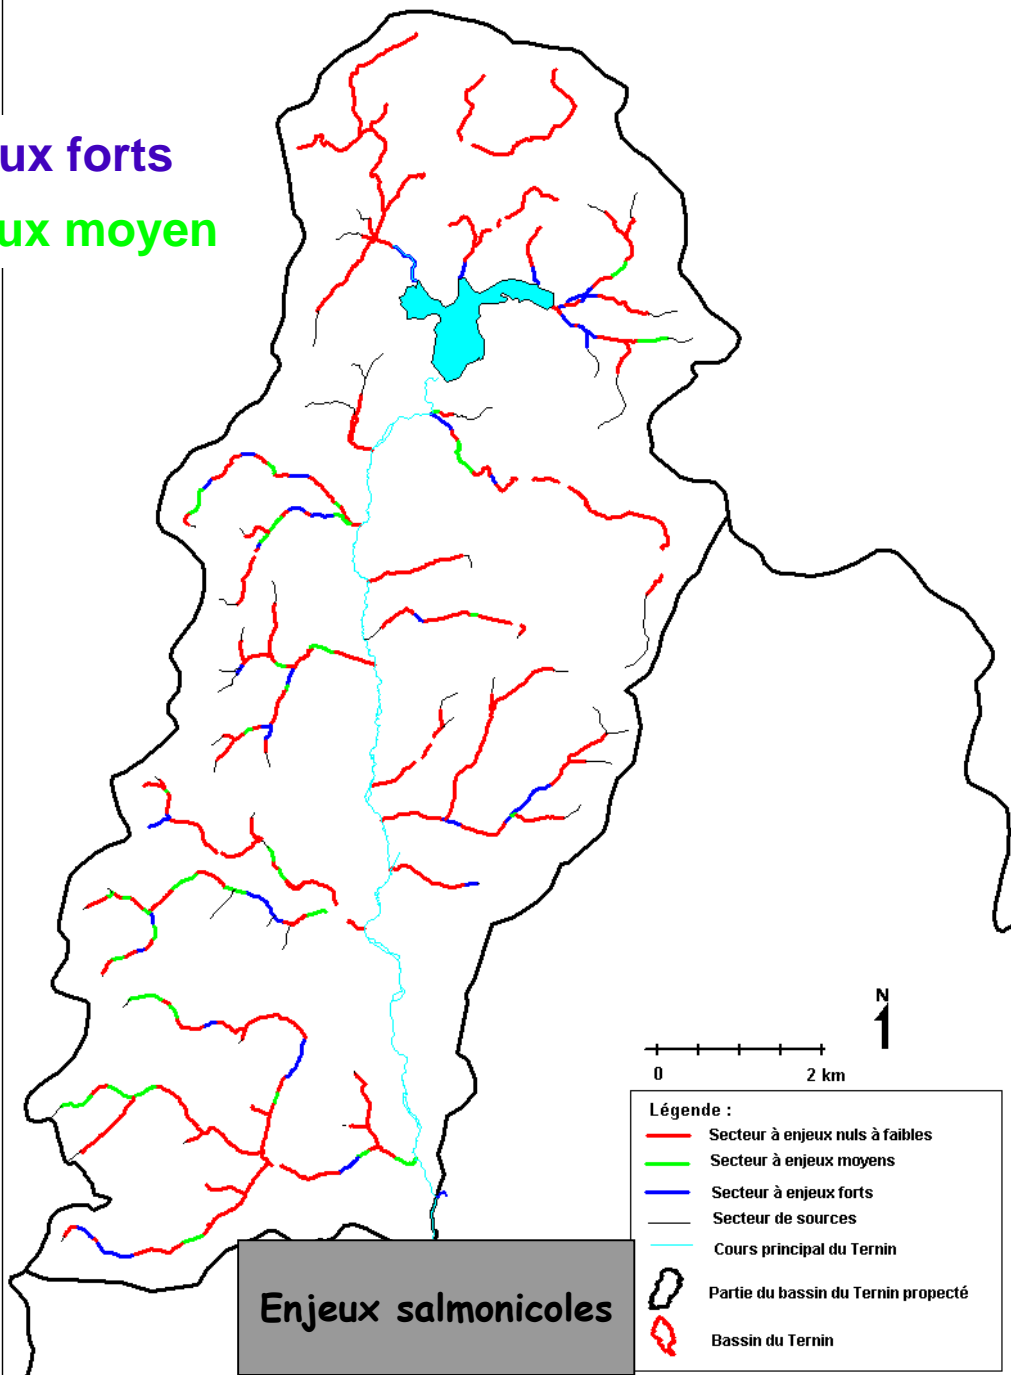 ux forts
ux moyen
N
0 2 km
Légende :
Secteur à enjeux nuls à faibles
Secteur à enjeux moyens
Secteur à enjeux forts
Secteur de sources
Cours principal du Ternin
Partie du bassin du Ternin propecté
Bassin du Ternin
Enjeux salmonicoles